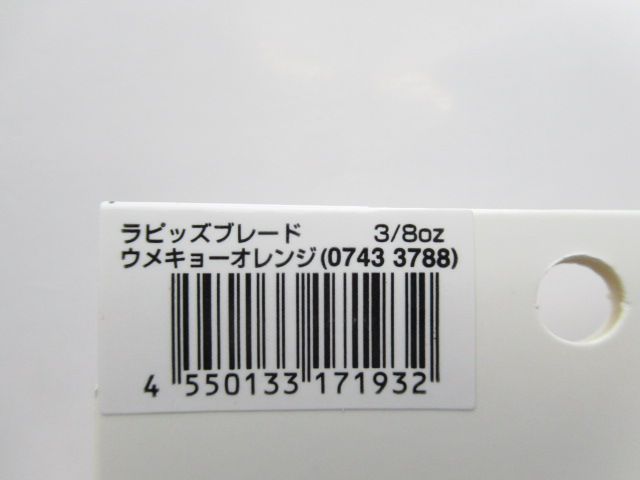 ラピッズブレード 3/8oz
ウメキョーオレンジ(0743 3788)
4 550133 171932